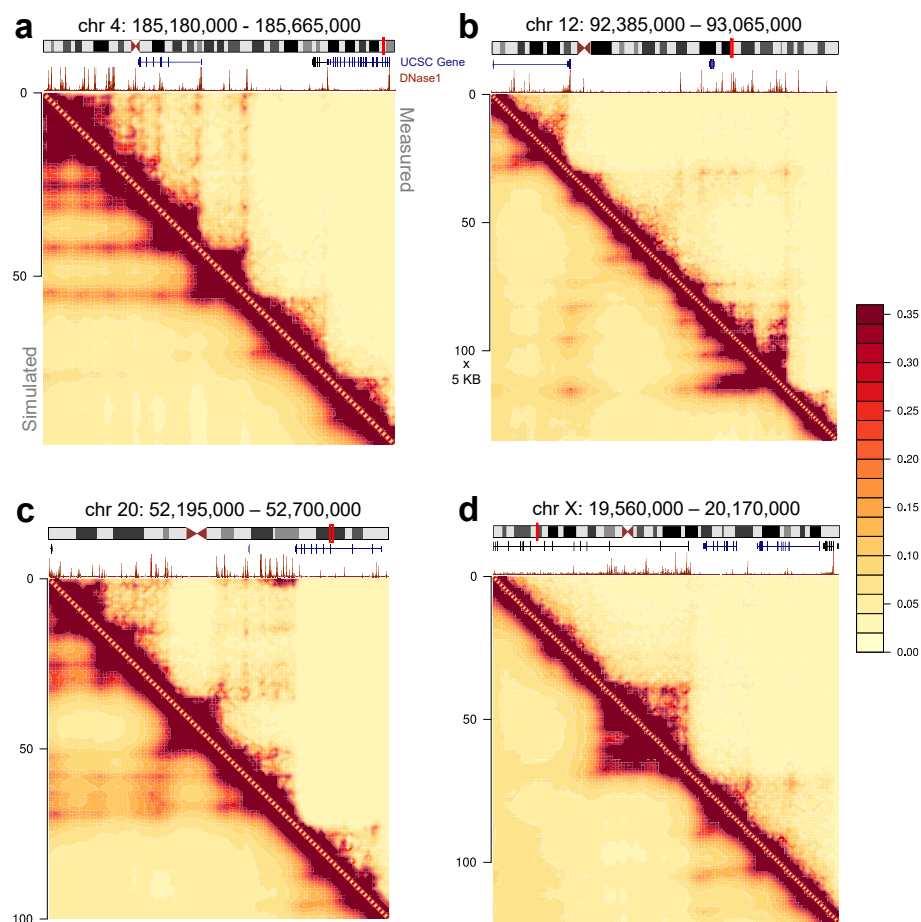 a
chr 4: 185,180,000 - 185,665,000
UCSC Gene
DNase1
0
50
Measured
Simulated
b
chr 12: 92,385,000 – 93,065,000
0
50
100
x
5 KB
0.35
0.30
0.25
0.20
0.15
0.10
0.05
0.00
c
chr 20: 52,195,000 – 52,700,000
0
50
100
d
chr X: 19,560,000 – 20,170,000
0
50
100